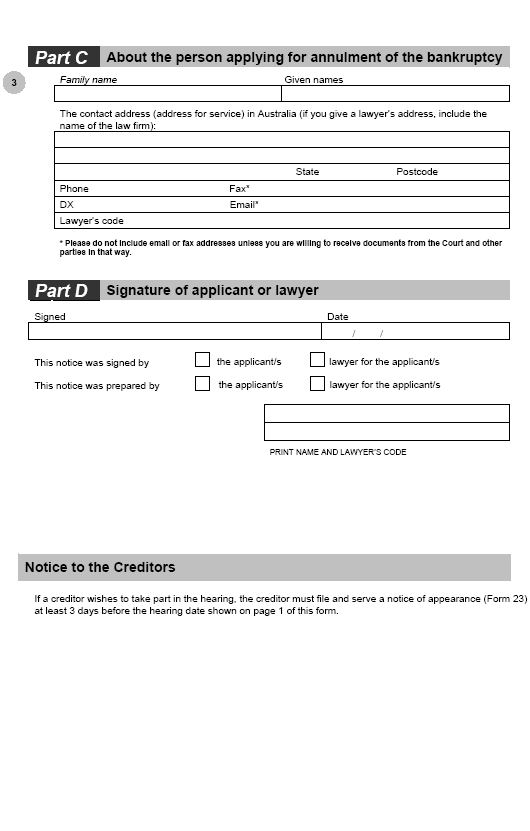 Part C About the person applying for annulment of the bankruptcy
3
Family name Given names
The contact address (address for service) in Australia (if you give a lawyer's address, include the
name of the law firm):
State Postcode
Phone Fax*
DX Email*
Lawyer's code
* Please do not include email or fax addresses unless you are willing to receive documents from the Court and other
parties in that way.
Part D Signature of applicant or lawyer
Signed Date
/ /
This notice was signed by the applicant/s lawyer for the applicant/s
This notice was prepared by the applicant/s lawyer for the applicant/s
PRINT NAME AND LAWYER'S CODE
Notice to the Creditors
If a creditor wishes to take part in the hearing, the creditor must file and serve a notice of appearance (Form 23)
at least 3 days before the hearing date shown on page 1 of this form.